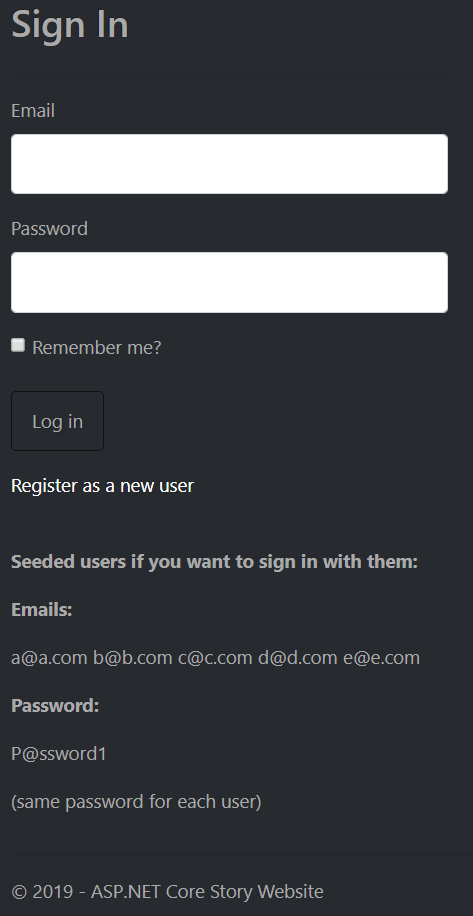 Sign In
Email
Password
Remember me?
Log in
Register as a new user
Seeded users if you want to sign in with them:
Emails:
a@a.com b@b.com c@c.com d@d.com e@e.com
Password:
P@ssword1
(same password for each user)
© 2019 - ASP.NET Core Story Website